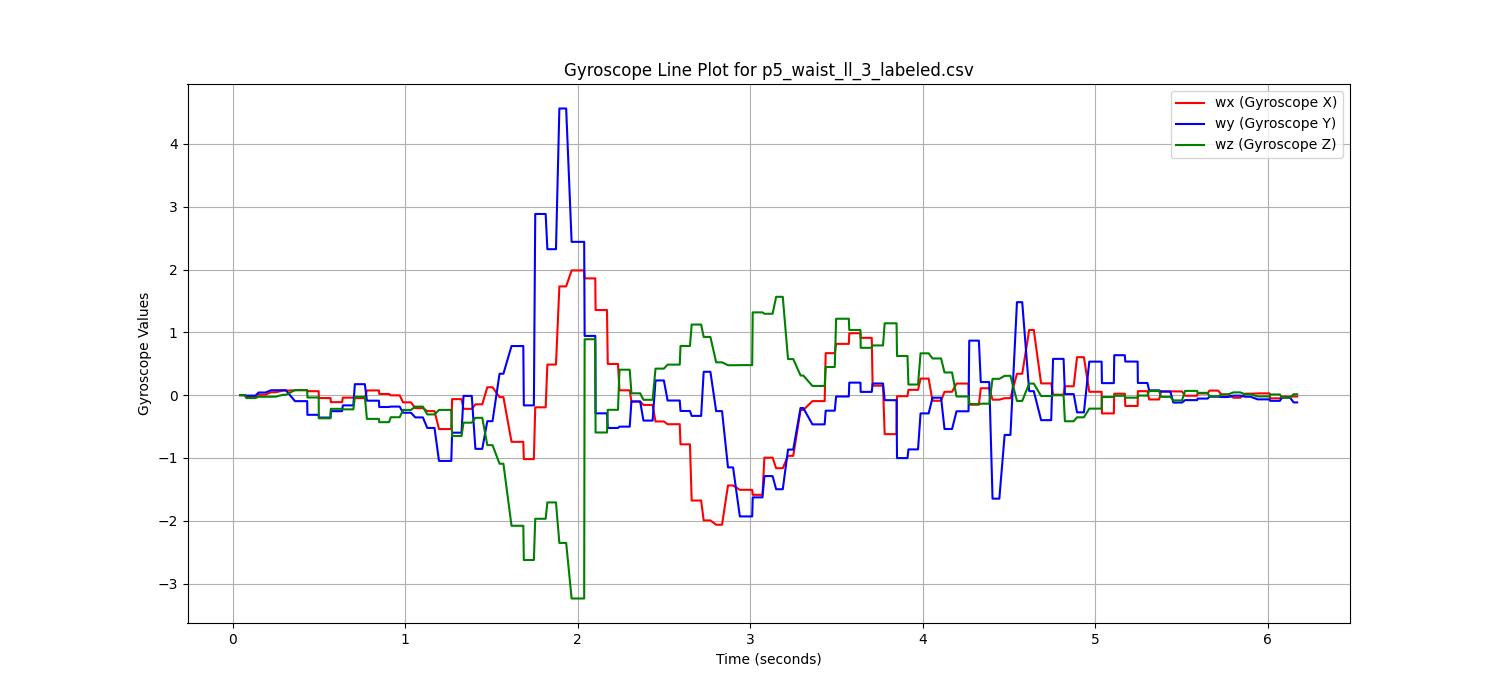 Gyroscope Line Plot for p5_waist_ll_3_labeled.csv
wx (Gyroscope X)
wy (Gyroscope Y)
wz (Gyroscope Z)
Gyroscope Values
4
3
2
1
0
−1
−2
−3
0 1 2 3 4 5 6
Time (seconds)